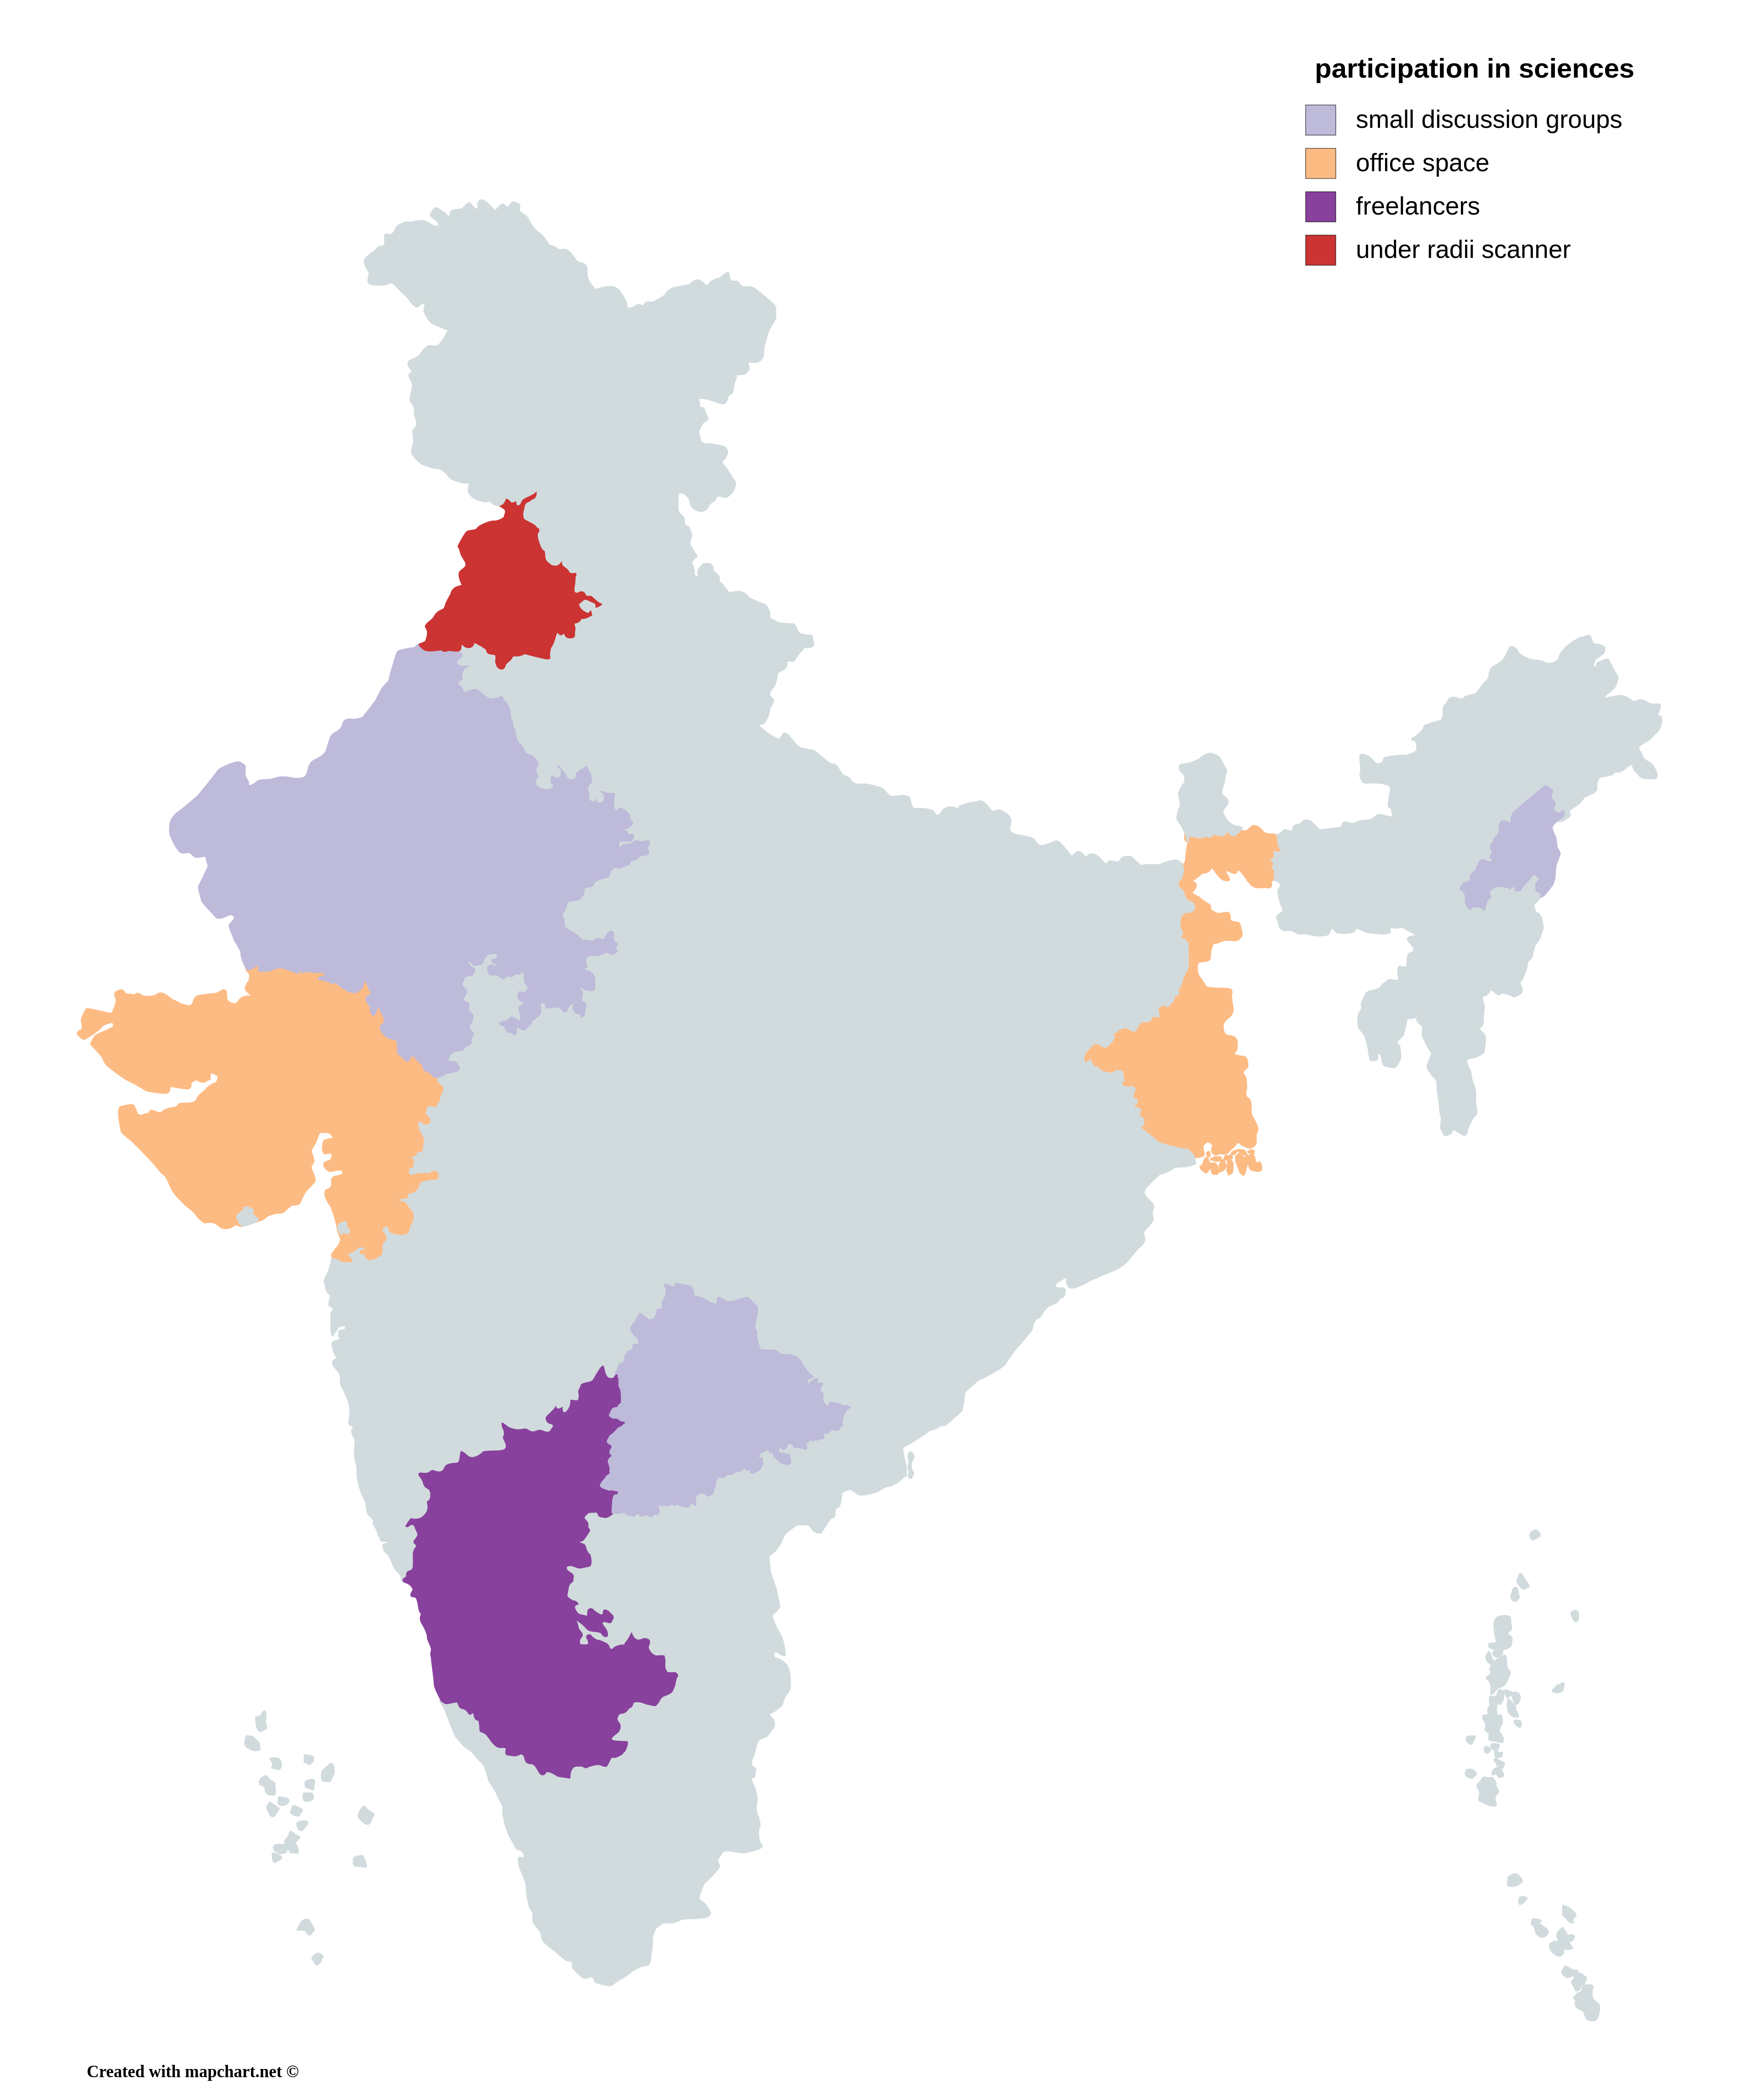 participation in sciences
small discussion groups
office space
freelancers
under radii scanner
Created with mapchart.net ©